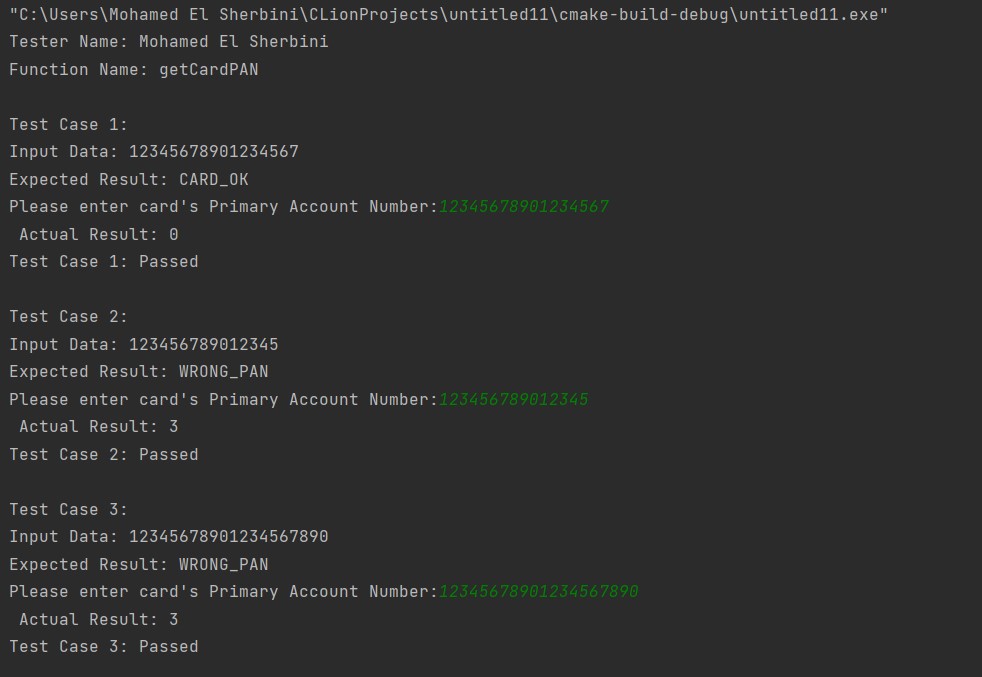 "C:\Users\Mohamed El Sherbini\CLionProjects\untitled11\cmake-build-debug\untitled11.exe"
Tester Name: Mohamed El Sherbini
Function Name: getCardPAN
Test Case 1:
Input Data: 12345678901234567
Expected Result: CARD_OK
Please enter card's Primary Account Number:12345678901234567
Actual Result: 0
Test Case 1: Passed
Test Case 2:
Input Data: 123456789012345
Expected Result: WRONG_PAN
Please enter card's Primary Account Number:123456789012345
Actual Result: 3
Test Case 2: Passed
Test Case 3:
Input Data: 12345678901234567890
Expected Result: WRONG_PAN
Please enter card's Primary Account Number:12345678901234567890
Actual Result: 3
Test Case 3: Passed